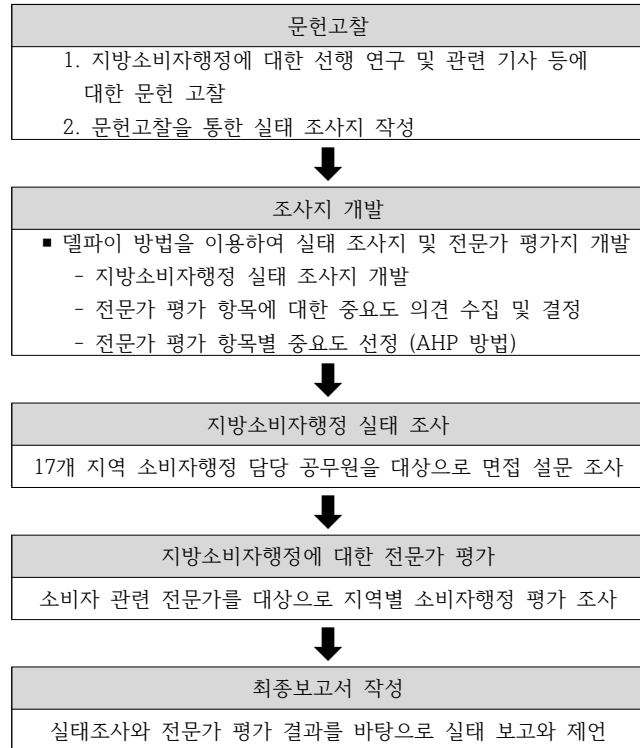 문헌고찰
1. 지방소비자행정에 대한 선행 연구 및 관련 기사 등에
대한 문헌 고찰
2. 문헌고찰을 통한 실태 조사지 작성
조사지 개발
▪ 델파이 방법을 이용하여 실태 조사지 및 전문가 평가지 개발
- 지방소비자행정 실태 조사지 개발
- 전문가 평가 항목에 대한 중요도 의견 수집 및 결정
- 전문가 평가 항목별 중요도 선정 (AHP 방법)
지방소비자행정 실태 조사
17개 지역 소비자행정 담당 공무원을 대상으로 면접 설문 조사
지방소비자행정에 대한 전문가 평가
소비자 관련 전문가를 대상으로 지역별 소비자행정 평가 조사
최종보고서 작성
실태조사와 전문가 평가 결과를 바탕으로 실태 보고와 제언